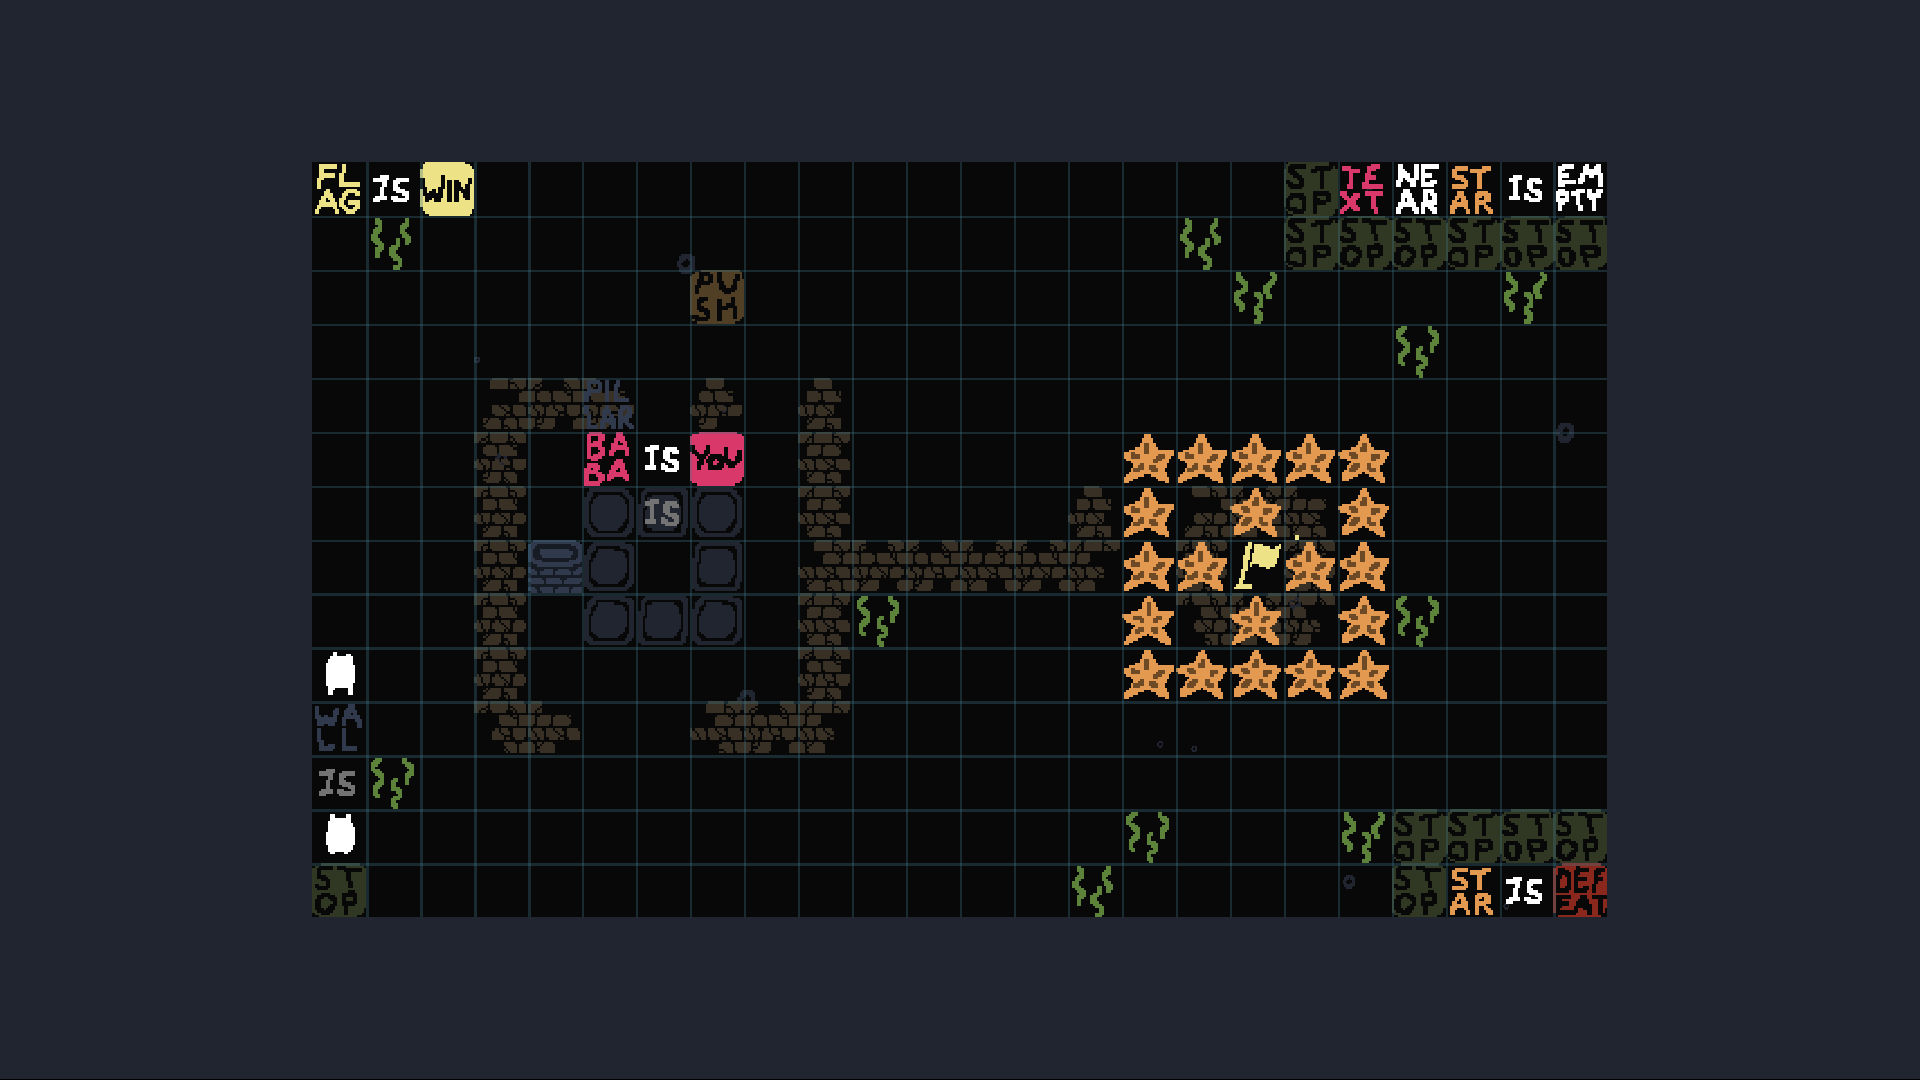 FLAG IS WIN
STOP TEXT NEAR STAR IS EMPTY
STOP STOP STOP STOP STOP STOP
PUSH
PILLAR
BABA IS YOU
IS
WALL
IS
STOP STOP STOP STOP
STOP
STOP STAR IS DEFEAT